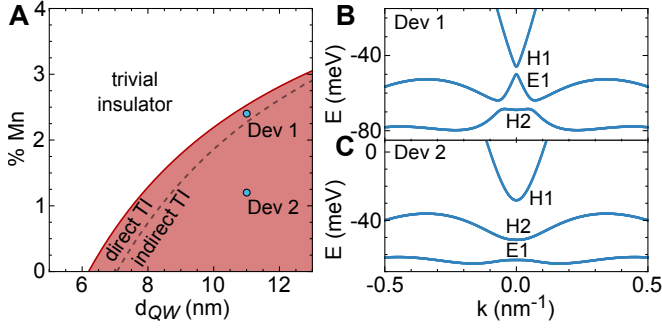 A
4
3
2
1
0
% Mn
trivial
insulator
direct TI
indirect TI
Dev 1
Dev 2
6
8
10
12
dQW (nm)
B
Dev 1
-40
-80
E (meV)
H1
E1
H2
C
Dev 2
0
-40
E (meV)
H1
H2
E1
-0.5
0.0
0.5
k (nm⁻¹)